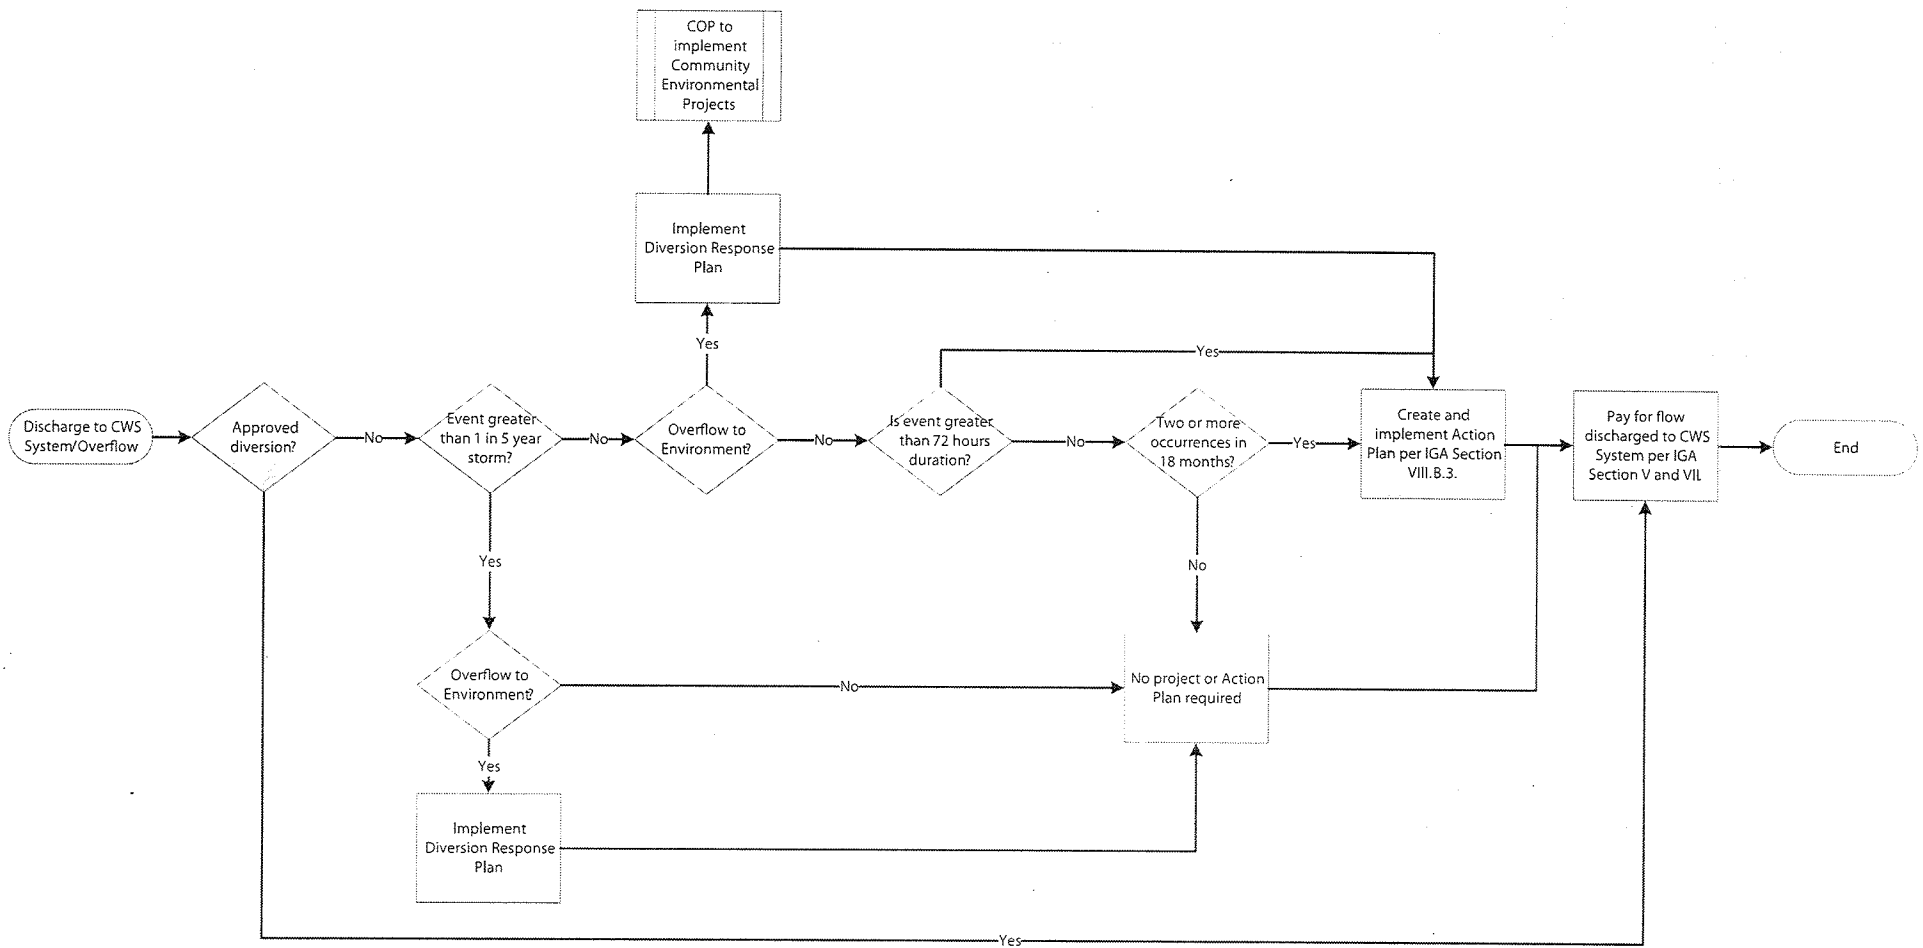 COP to
implement
Community
Environmental
Projects
Implement
Diversion Response
Plan
Yes
Yes
Discharge to CWS
System/Overflow
Approved
diversion?
No
Event greater
than 1 in 5 year
storm?
No
Overflow to
Environment?
No
Is event greater
than 72 hours
duration?
No
Two or more
occurrences in
18 months?
Yes
Create and
implement Action
Plan per IGA Section
VIII.B.3.
Pay for flow
discharged to CWS
System per IGA
Section V and VII.
End
Yes
No
Overflow to
Environment?
No
No project or Action
Plan required
Yes
Implement
Diversion Response
Plan
Yes